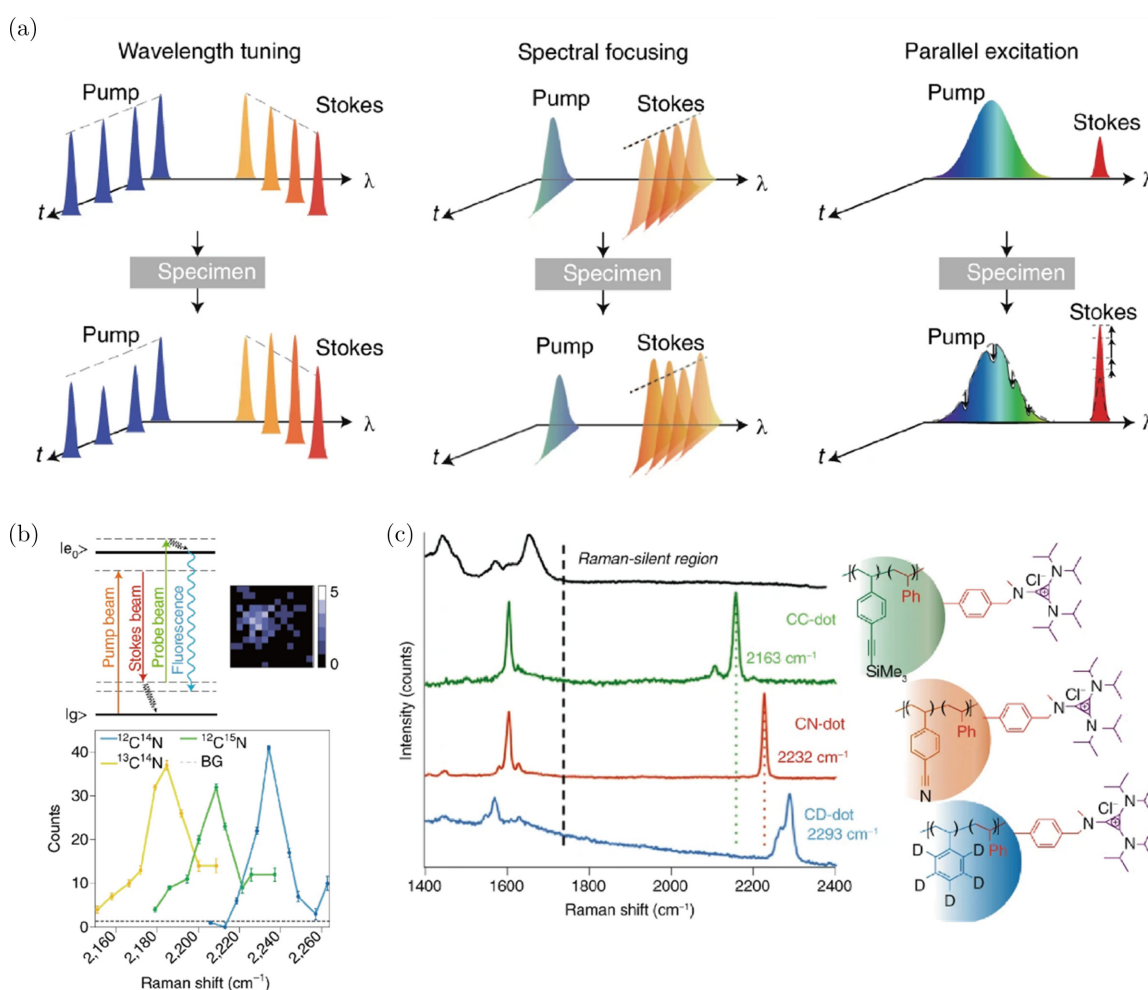 (a)
Wavelength tuning
Spectral focusing
Parallel excitation
Pump
Stokes
λ
t
Pump
Stokes
λ
t
Pump
Stokes
λ
t
Specimen
Specimen
Specimen
Pump
Stokes
λ
t
Pump
Stokes
λ
t
Pump
Stokes
λ
t
(b)
|e₀>
Pump beam
Stokes beam
Probe beam
Fluorescence
|g>
5
0
¹²C¹⁴N
¹²C¹⁵N
¹³C¹⁴N
BG
Counts
40
30
20
10
0
2,160
2,180
2,200
2,220
2,240
2,260
Raman shift (cm⁻¹)
(c)
Intensity (counts)
Raman-silent region
CC-dot
2163 cm⁻¹
CN-dot
2232 cm⁻¹
CD-dot
2293 cm⁻¹
1400
1600
1800
2000
2200
2400
Raman shift (cm⁻¹)
Ph
SiMe₃
N
Cl⁻
N
N
+
Ph
N
N
Cl⁻
N
N
+
Ph
D
D
D
D
D
N
Cl⁻
N
N
+